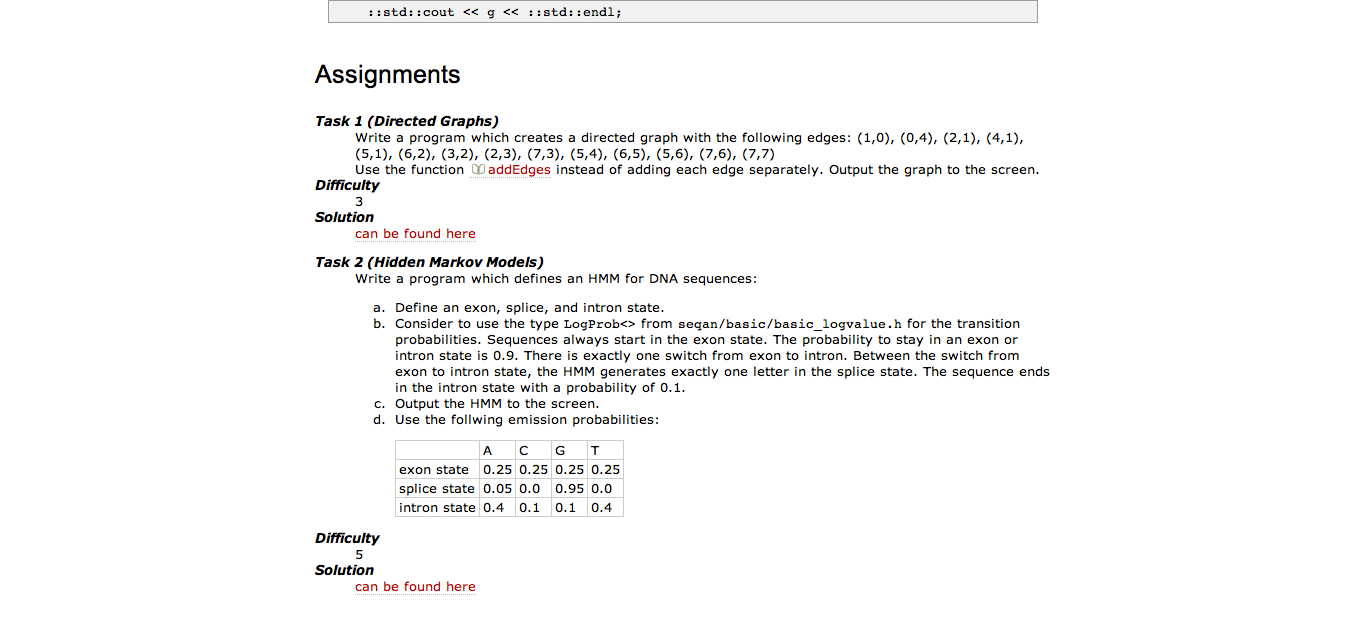 ::std::cout << g << ::std::endl;
Assignments
Task 1 (Directed Graphs)
Write a program which creates a directed graph with the following edges: (1,0), (0,4), (2,1), (4,1),
(5,1), (6,2), (3,2), (2,3), (7,3), (5,4), (6,5), (5,6), (7,6), (7,7)
Use the function addEdges instead of adding each edge separately. Output the graph to the screen.
Difficulty
3
Solution
can be found here
Task 2 (Hidden Markov Models)
Write a program which defines an HMM for DNA sequences:
a. Define an exon, splice, and intron state.
b. Consider to use the type LogProb<> from seqan/basic/basic_logvalue.h for the transition
probabilities. Sequences always start in the exon state. The probability to stay in an exon or
intron state is 0.9. There is exactly one switch from exon to intron. Between the switch from
exon to intron state, the HMM generates exactly one letter in the splice state. The sequence ends
in the intron state with a probability of 0.1.
c. Output the HMM to the screen.
d. Use the follwing emission probabilities:
A C G T
exon state 0.25 0.25 0.25 0.25
splice state 0.05 0.0 0.95 0.0
intron state 0.4 0.1 0.1 0.4
Difficulty
5
Solution
can be found here